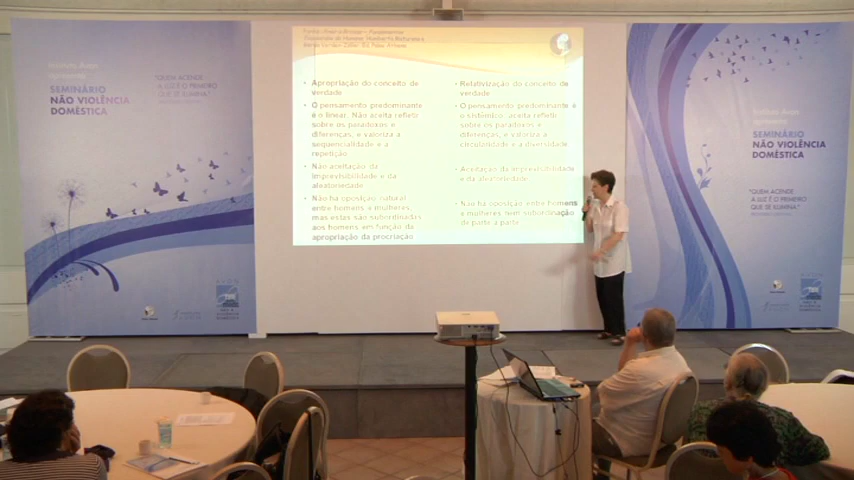 Instituto Avon
apresenta:
SEMINÁRIO
NÃO VIOLÊNCIA
DOMÉSTICA
"QUEM ACENDE
A LUZ É O PRIMEIRO
QUE SE ILUMINA"
• Apropriação do conceito de
verdade
• O pensamento predominante
é o linear. Não aceita refletir
sobre os paradoxos e
diferenças, e valoriza a
sequencialidade e a
repetição
• Não aceitação da
imprevisibilidade e da
aleatoriedade
• Não há oposição natural
entre homens e mulheres,
mas estas são subordinadas
aos homens em função da
apropriação da procriação
• Relativização do conceito de
verdade
• O pensamento predominante é
o sistêmico: aceita refletir
sobre os paradoxos e
diferenças, e valoriza a
circularidade e a diversidade
• Aceitação da imprevisibilidade
e da aleatoriedade
• Não há oposição entre homens
e mulheres nem subordinação
de parte a parte
SEMINÁRIO
NÃO VIOLÊNCIA
DOMÉSTICA
"QUEM ACENDE
A LUZ É O PRIMEIRO
QUE SE ILUMINA"